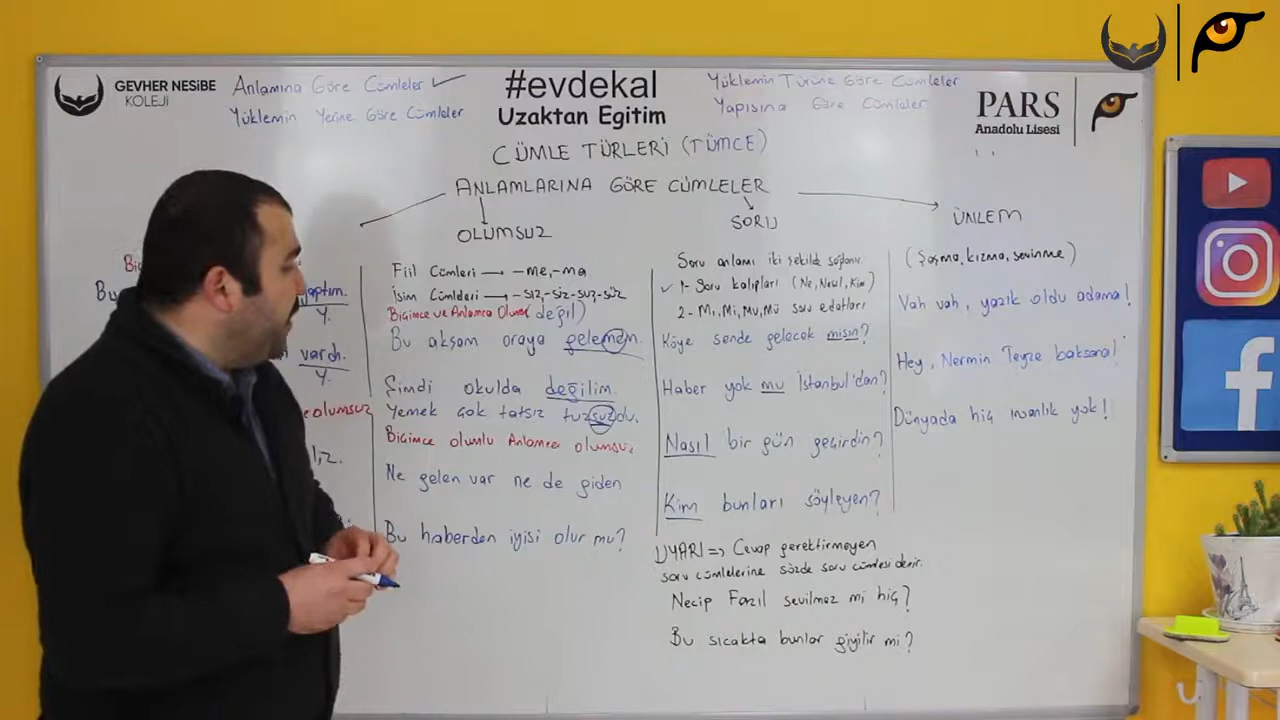 GEVHER NESİBE
KOLEJİ
Anlamına Göre Cümleler
Yüklemin Yerine Göre Cümleler
#evdekal
Uzaktan Egitim
Yüklemin Türüne Göre Cümleler
Yapısına Göre Cümleler
PARS
Anadolu Lisesi
CÜMLE TÜRLERİ (TÜMCE)
ANLAMLARINA GÖRE CÜMLELER
yaptım.
Y.
vardı.
Y.
olumsuz
OLUMSUZ
Fiil Cümleri → -me, -ma
İsim Cümleleri → -sız, -siz -suz, -süz
Biçimce ve Anlamca Olumsuz değil)
Bu akşam oraya gelemem.
Şimdi okulda değilim.
Yemek çok tatsız tuzsuzdu.
Biçimce olumlu Anlamca olumsuz
Ne gelen var ne de giden
Bu haberden iyisi olur mu?
SORU
Soru anlamı iki şekilde sağlanır.
1- Soru kalıpları (Ne, Nasıl, Kim)
2- Mı, Mi, Mu, Mü soru edatları
Köye sende gelecek misin?
Haber yok mu İstanbul'dan?
Nasıl bir gün geçirdin?
Kim bunları söyleyen?
UYARI => Cevap gerektirmeyen
soru cümlelerine sözde soru cümlesi denir.
Necip Fazıl sevilmez mi hiç?
Bu sıcakta bunlar giyilir mi?
ÜNLEM
(Şaşma, kızma, sevinme)
Vah vah, yazık oldu adama!
Hey, Nermin Teyze baksana!
Dünyada hiç insanlık yok!